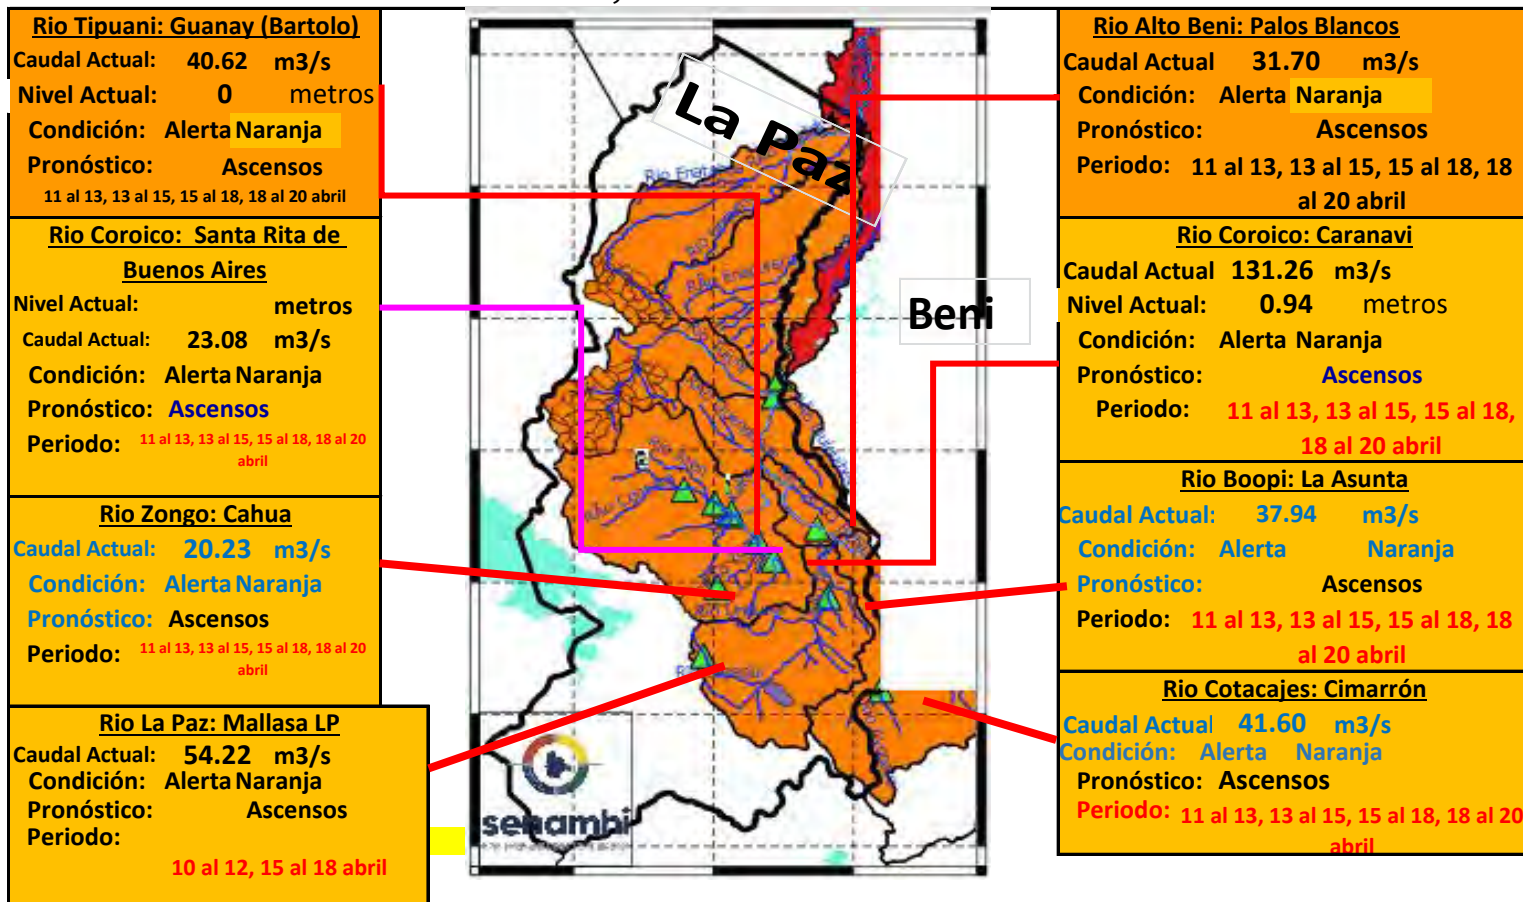 Rio Tipuani: Guanay (Bartolo)
Caudal Actual: 40.62 m3/s
Nivel Actual: 0 metros
Condición: Alerta Naranja
Pronóstico: Ascensos
11 al 13, 13 al 15, 15 al 18, 18 al 20 abril
Rio Coroico: Santa Rita de
Buenos Aires
Nivel Actual: metros
Caudal Actual: 23.08 m3/s
Condición: Alerta Naranja
Pronóstico: Ascensos
Periodo: 11 al 13, 13 al 15, 15 al 18, 18 al 20
abril
Rio Zongo: Cahua
Caudal Actual: 20.23 m3/s
Condición: Alerta Naranja
Pronóstico: Ascensos
Periodo: 11 al 13, 13 al 15, 15 al 18, 18 al 20
abril
Rio La Paz: Mallasa LP
Caudal Actual: 54.22 m3/s
Condición: Alerta Naranja
Pronóstico: Ascensos
Periodo:
10 al 12, 15 al 18 abril
La Paz
Beni
senamhi
Rio Alto Beni: Palos Blancos
Caudal Actual 31.70 m3/s
Condición: Alerta Naranja
Pronóstico: Ascensos
Periodo: 11 al 13, 13 al 15, 15 al 18, 18
al 20 abril
Rio Coroico: Caranavi
Caudal Actual 131.26 m3/s
Nivel Actual: 0.94 metros
Condición: Alerta Naranja
Pronóstico: Ascensos
Periodo: 11 al 13, 13 al 15, 15 al 18,
18 al 20 abril
Rio Boopi: La Asunta
Caudal Actual: 37.94 m3/s
Condición: Alerta Naranja
Pronóstico: Ascensos
Periodo: 11 al 13, 13 al 15, 15 al 18, 18
al 20 abril
Rio Cotacajes: Cimarrón
Caudal Actual 41.60 m3/s
Condición: Alerta Naranja
Pronóstico: Ascensos
Periodo: 11 al 13, 13 al 15, 15 al 18, 18 al 20
abril